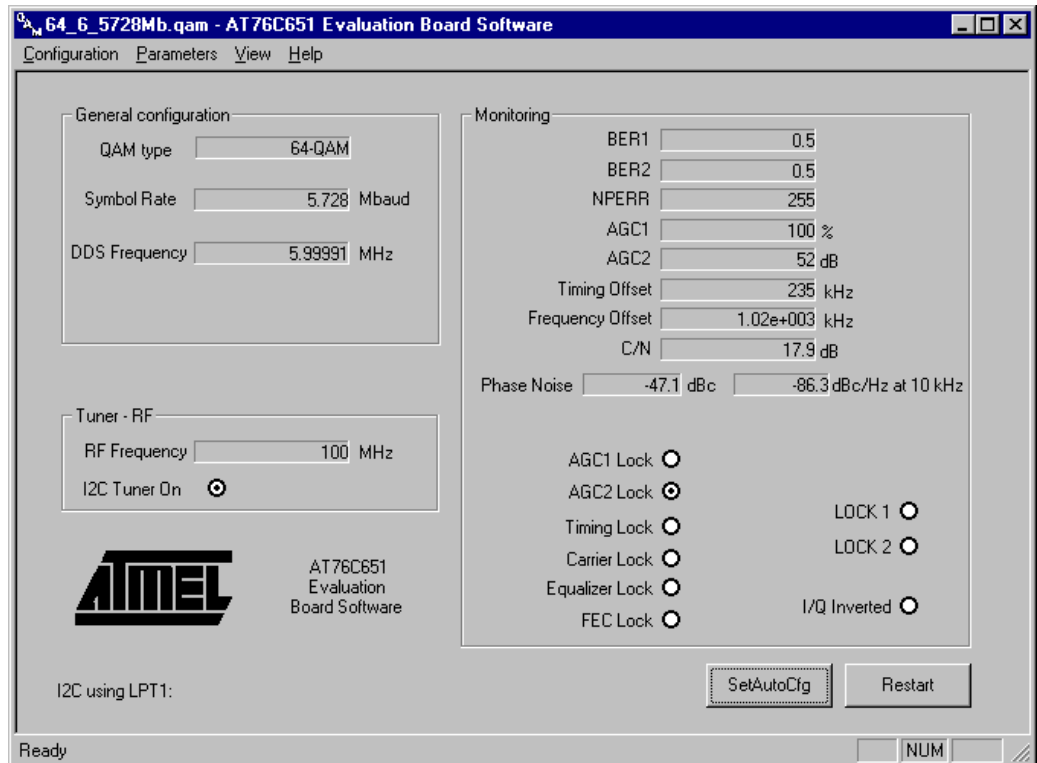 64_6_5728Mb.qam - AT76C651 Evaluation Board Software
Configuration Parameters View Help
General configuration
QAM type 64-QAM
Symbol Rate 5.728 Mbaud
DDS Frequency 5.99991 MHz
Tuner - RF
RF Frequency 100 MHz
I2C Tuner On
ATMEL
AT76C651
Evaluation
Board Software
I2C using LPT1:
Monitoring
BER1 0.5
BER2 0.5
NPERR 255
AGC1 100 %
AGC2 52 dB
Timing Offset 235 kHz
Frequency Offset 1.02e+003 kHz
C/N 17.9 dB
Phase Noise -47.1 dBc -86.3 dBc/Hz at 10 kHz
AGC1 Lock
AGC2 Lock
Timing Lock
Carrier Lock
Equalizer Lock
FEC Lock
LOCK 1
LOCK 2
I/Q Inverted
SetAutoCfg Restart
Ready NUM